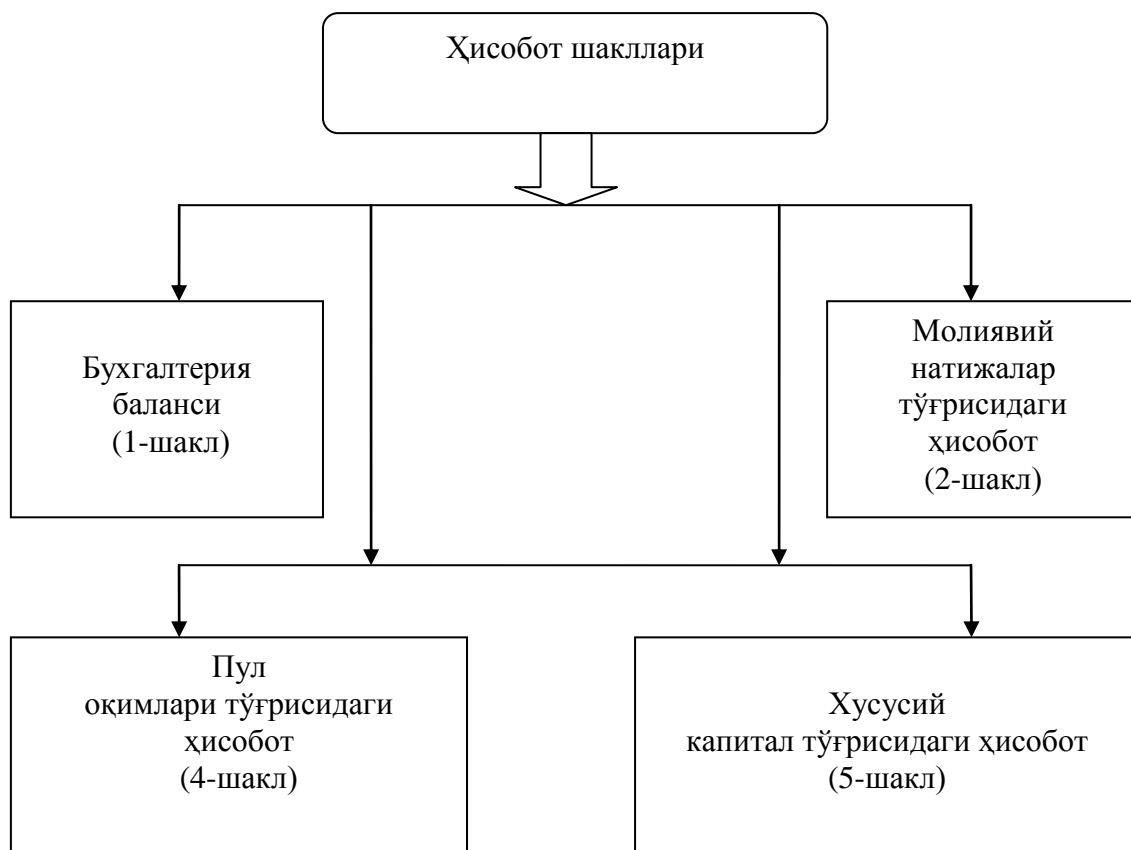 Ҳисобот шакллари
Бухгалтерия
баланси
(1-шакл)
Молиявий
натижалар
тўғрисидаги
ҳисобот
(2-шакл)
Пул
оқимлари тўғрисидаги
ҳисобот
(4-шакл)
Хусусий
капитал тўғрисидаги ҳисобот
(5-шакл)